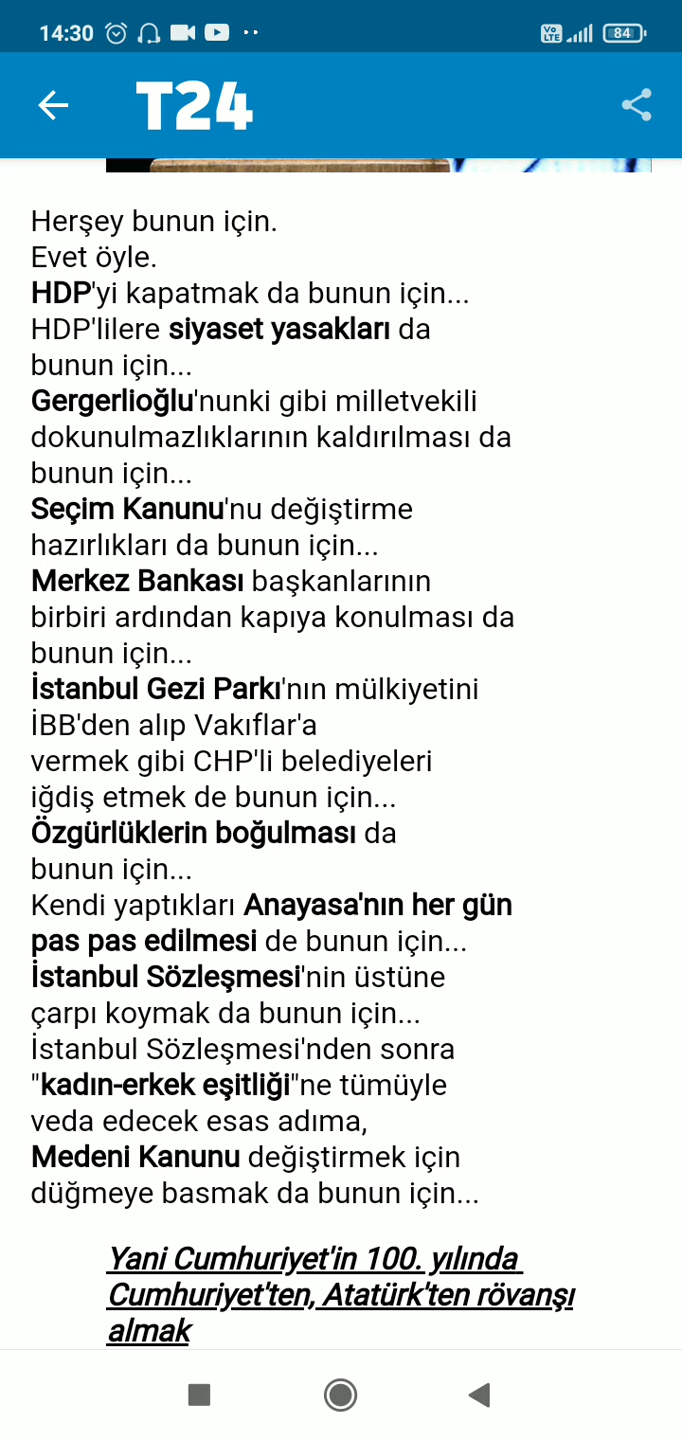 14:30
Vo LTE
84
T24
Herşey bunun için.
Evet öyle.
HDP'yi kapatmak da bunun için...
HDP'lilere siyaset yasakları da
bunun için...
Gergerlioğlu'nunki gibi milletvekili
dokunulmazlıklarının kaldırılması da
bunun için...
Seçim Kanunu'nu değiştirme
hazırlıkları da bunun için...
Merkez Bankası başkanlarının
birbiri ardından kapıya konulması da
bunun için...
İstanbul Gezi Parkı'nın mülkiyetini
İBB'den alıp Vakıflar'a
vermek gibi CHP'li belediyeleri
iğdiş etmek de bunun için...
Özgürlüklerin boğulması da
bunun için...
Kendi yaptıkları Anayasa'nın her gün
pas pas edilmesi de bunun için...
İstanbul Sözleşmesi'nin üstüne
çarpı koymak da bunun için...
İstanbul Sözleşmesi'nden sonra
"kadın-erkek eşitliği"ne tümüyle
veda edecek esas adıma,
Medeni Kanunu değiştirmek için
düğmeye basmak da bunun için...
Yani Cumhuriyet'in 100. yılında
Cumhuriyet'ten, Atatürk'ten rövanşı
almak